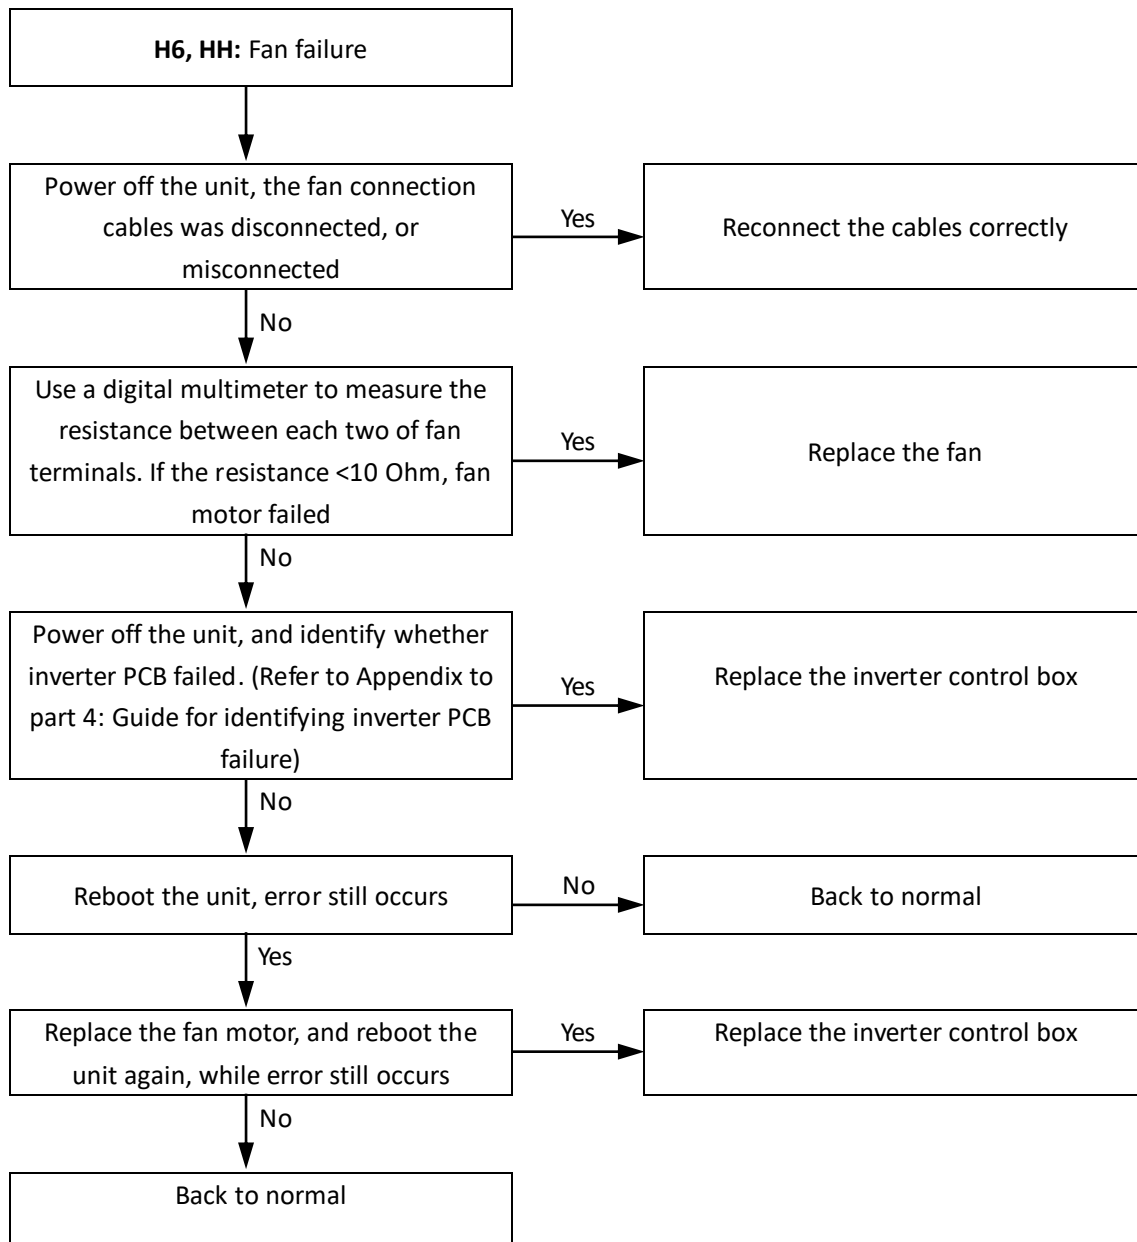 H6, HH: Fan failure
Power off the unit, the fan connection
cables was disconnected, or
misconnected
Yes
Reconnect the cables correctly
No
Use a digital multimeter to measure the
resistance between each two of fan
terminals. If the resistance <10 Ohm, fan
motor failed
Yes
Replace the fan
No
Power off the unit, and identify whether
inverter PCB failed. (Refer to Appendix to
part 4: Guide for identifying inverter PCB
failure)
Yes
Replace the inverter control box
No
Reboot the unit, error still occurs
No
Back to normal
Yes
Replace the fan motor, and reboot the
unit again, while error still occurs
Yes
Replace the inverter control box
No
Back to normal